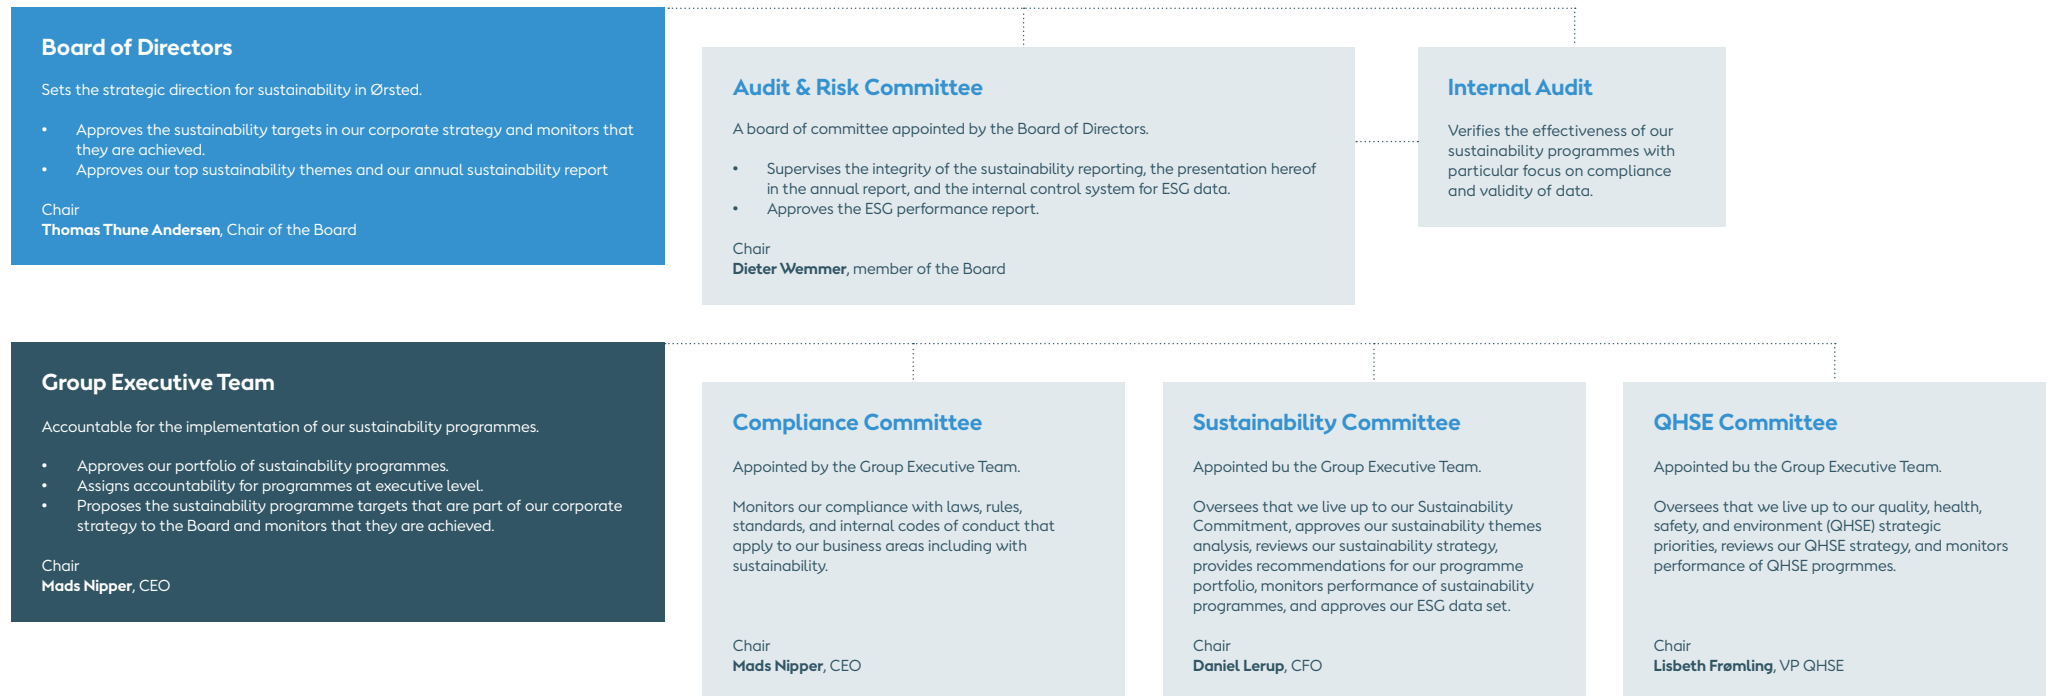 Board of Directors
Sets the strategic direction for sustainability in Ørsted.
• Approves the sustainability targets in our corporate strategy and monitors that
they are achieved.
• Approves our top sustainability themes and our annual sustainability report
Chair
Thomas Thune Andersen, Chair of the Board
Audit & Risk Committee
A board of committee appointed by the Board of Directors.
• Supervises the integrity of the sustainability reporting, the presentation hereof
in the annual report, and the internal control system for ESG data.
• Approves the ESG performance report.
Chair
Dieter Wemmer, member of the Board
Internal Audit
Verifies the effectiveness of our
sustainability programmes with
particular focus on compliance
and validity of data.
Group Executive Team
Accountable for the implementation of our sustainability programmes.
• Approves our portfolio of sustainability programmes.
• Assigns accountability for programmes at executive level.
• Proposes the sustainability programme targets that are part of our corporate
strategy to the Board and monitors that they are achieved.
Chair
Mads Nipper, CEO
Compliance Committee
Appointed by the Group Executive Team.
Monitors our compliance with laws, rules,
standards, and internal codes of conduct that
apply to our business areas including with
sustainability.
Chair
Mads Nipper, CEO
Sustainability Committee
Appointed bu the Group Executive Team.
Oversees that we live up to our Sustainability
Commitment, approves our sustainability themes
analysis, reviews our sustainability strategy,
provides recommendations for our programme
portfolio, monitors performance of sustainability
programmes, and approves our ESG data set.
Chair
Daniel Lerup, CFO
QHSE Committee
Appointed bu the Group Executive Team.
Oversees that we live up to our quality, health,
safety, and environment (QHSE) strategic
priorities, reviews our QHSE strategy, and monitors
performance of QHSE progrmmes.
Chair
Lisbeth Frømling, VP QHSE